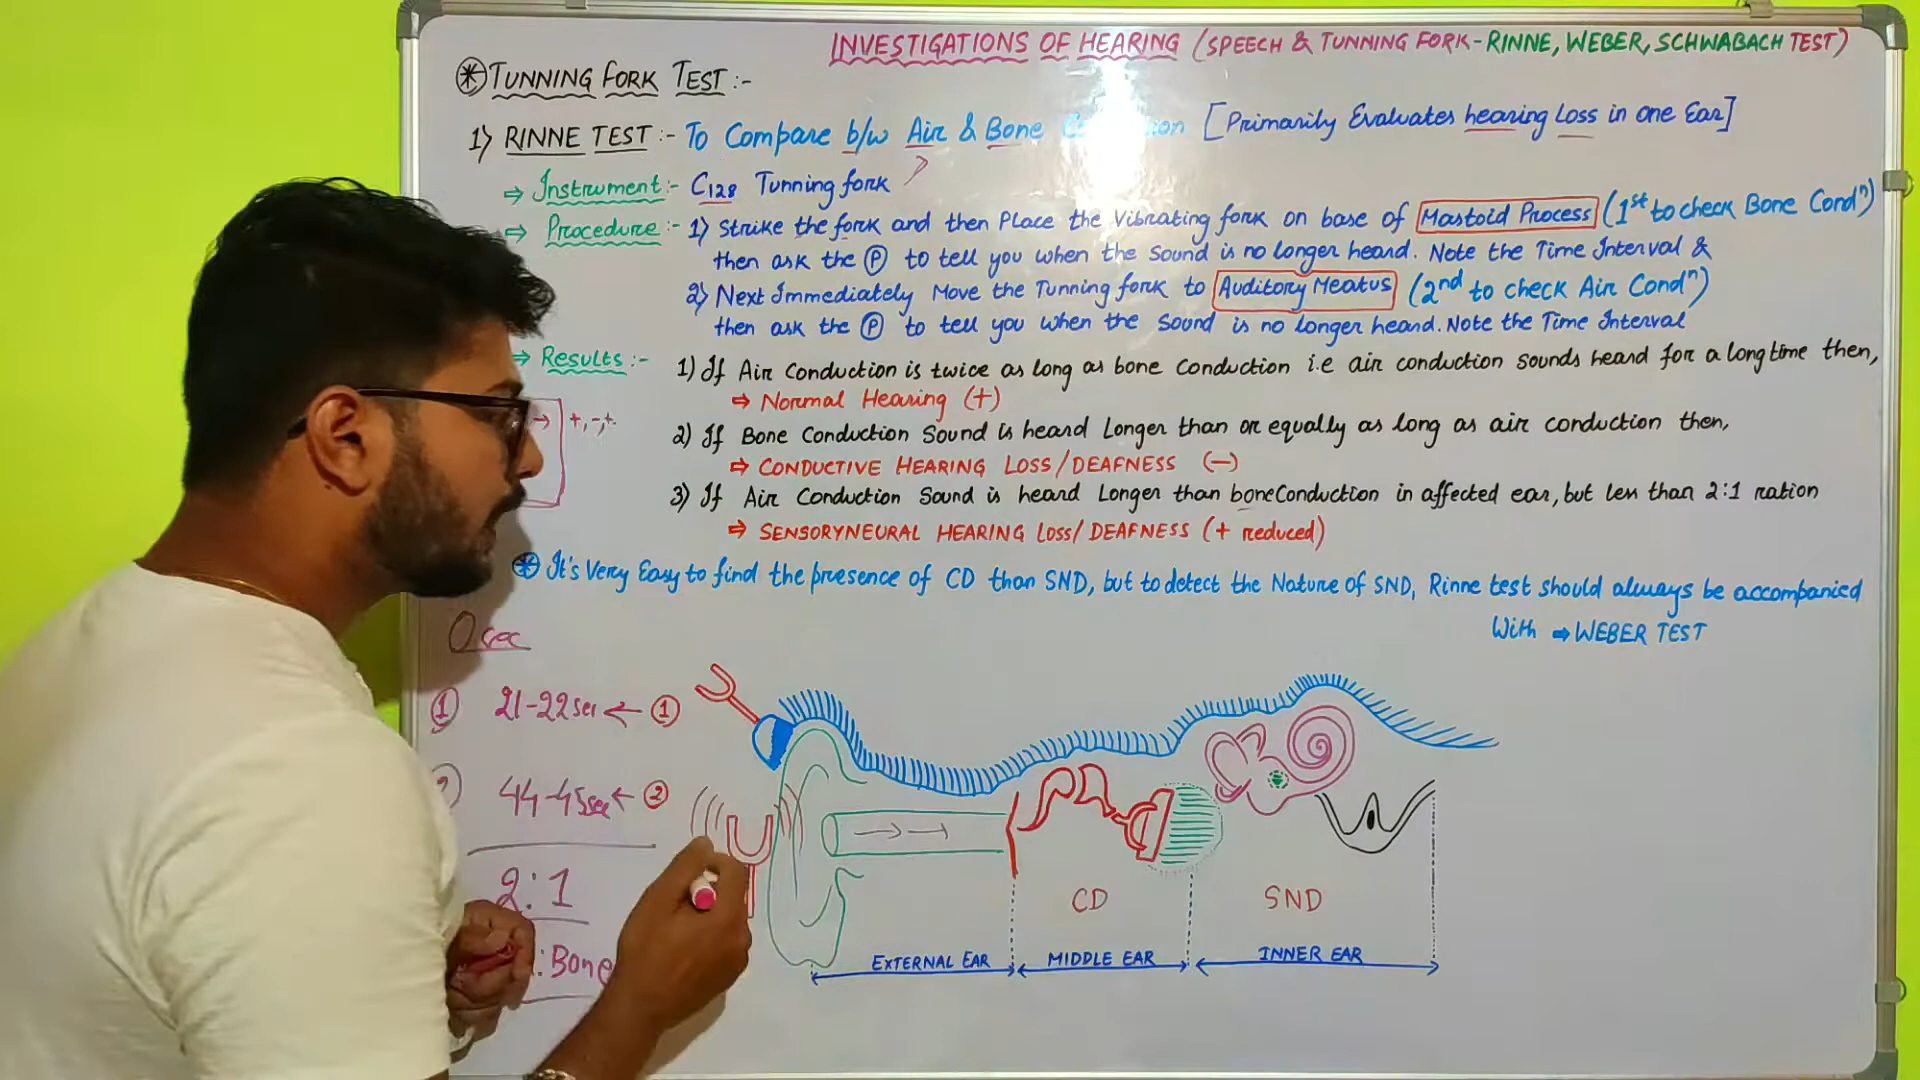 INVESTIGATIONS OF HEARING (SPEECH & TUNNING FORK - RINNE, WEBER, SCHWABACH TEST)
* TUNNING FORK TEST :-
1) RINNE TEST :- To Compare b/w Air & Bone [Primarily Evaluates hearing Loss in one Ear]
⇒ Instrument :- C128 Tunning fork
⇒ Procedure :- 1) Strike the fork and then Place the Vibrating fork on base of Mastoid Process (1st to check Bone Condn)
then ask the (P) to tell you when the Sound is no longer heard. Note the Time Interval &
2) Next Immediately Move the Tunning fork to Auditory Meatus (2nd to check Air Condn)
then ask the (P) to tell you when the Sound is no longer heard. Note the Time Interval
⇒ Results :- 1) If Air Conduction is twice as long as bone Conduction i.e air conduction sounds heard for a long time then,
⇒ Normal Hearing (+)
→ +, -, +
2) If Bone Conduction Sound is heard Longer than or equally as long as air conduction then,
⇒ CONDUCTIVE HEARING LOSS/DEAFNESS (-)
3) If Air Conduction Sound is heard Longer than bone Conduction in affected ear, but less than 2:1 ration
⇒ SENSORYNEURAL HEARING LOSS/DEAFNESS (+ reduced)
* It's Very Easy to find the presence of CD than SND, but to detect the Nature of SND, Rinne test should always be accompanied
With ⇒ WEBER TEST
0 sec
1 21-22 sec ← 1
44-45 sec ← 2
2:1
: Bone
CD
SND
EXTERNAL EAR
MIDDLE EAR
INNER EAR